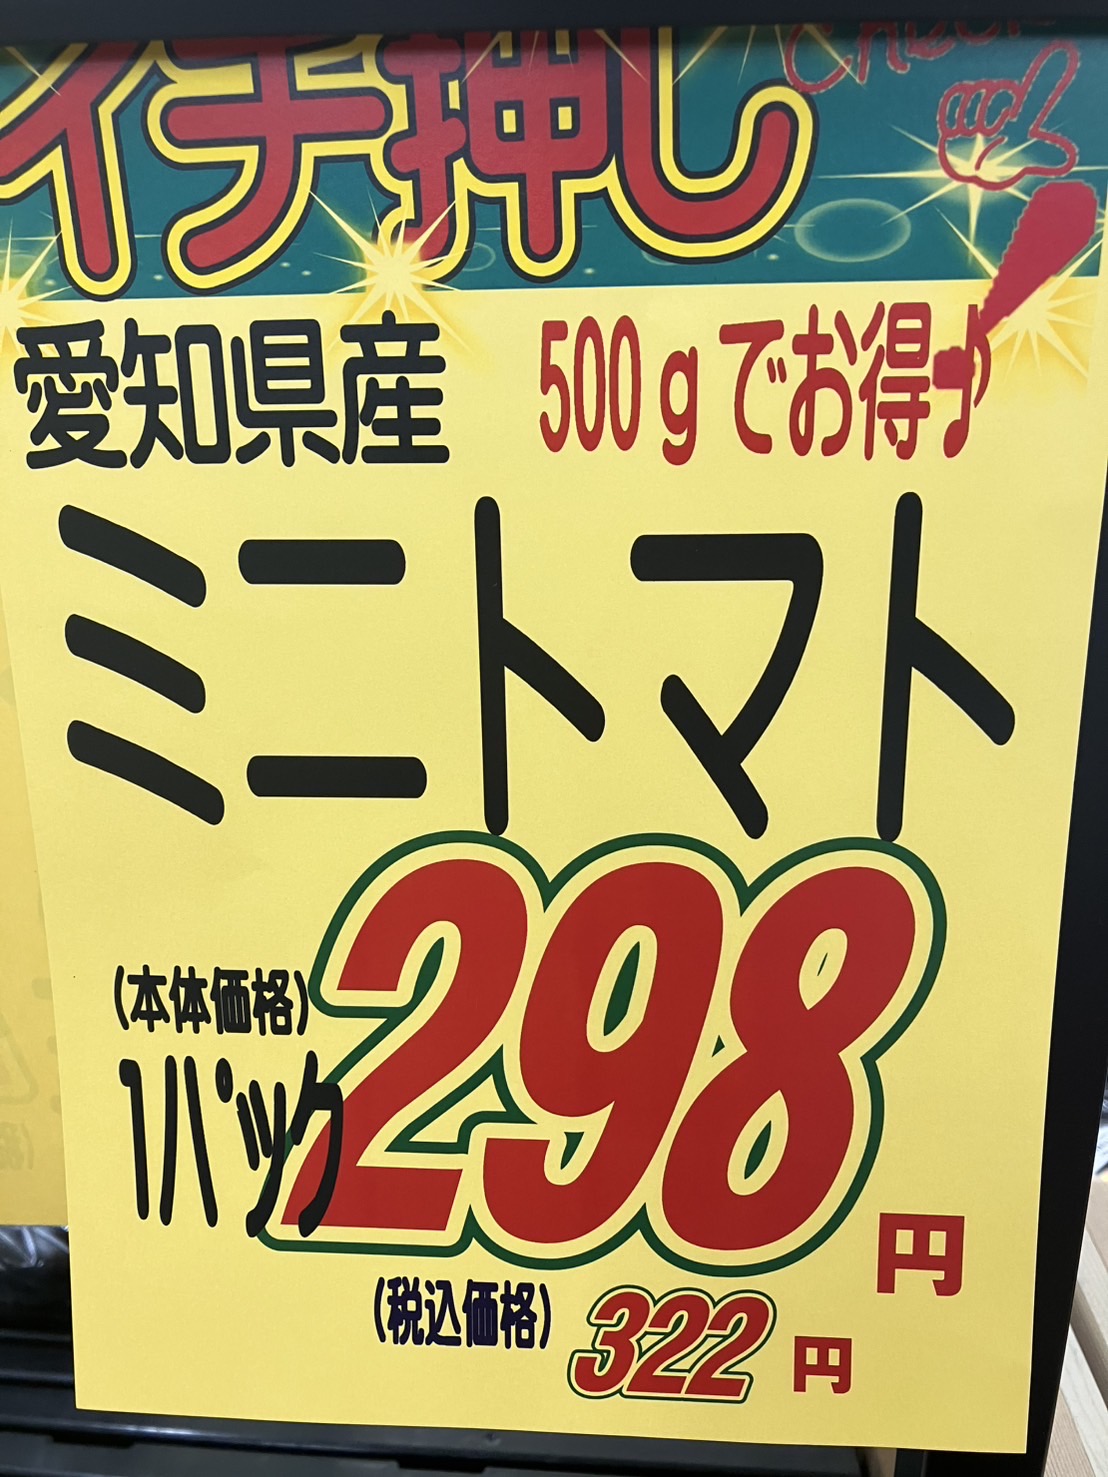 Check
イチ押し
愛知県産 500gでお得♪
ミニトマト
(本体価格)
1パック 298円
(税込価格) 322円